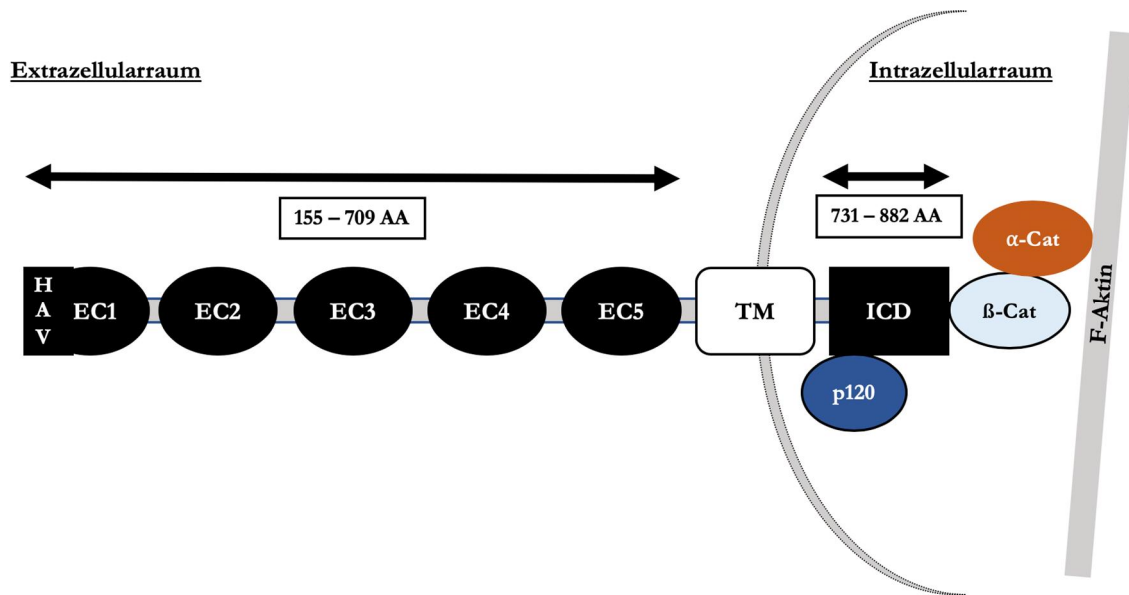 Extrazellularraum
Intrazellularraum
155 – 709 AA
731 – 882 AA
α-Cat
H
A
V
EC1
EC2
EC3
EC4
EC5
TM
ICD
ß-Cat
F-Aktin
p120